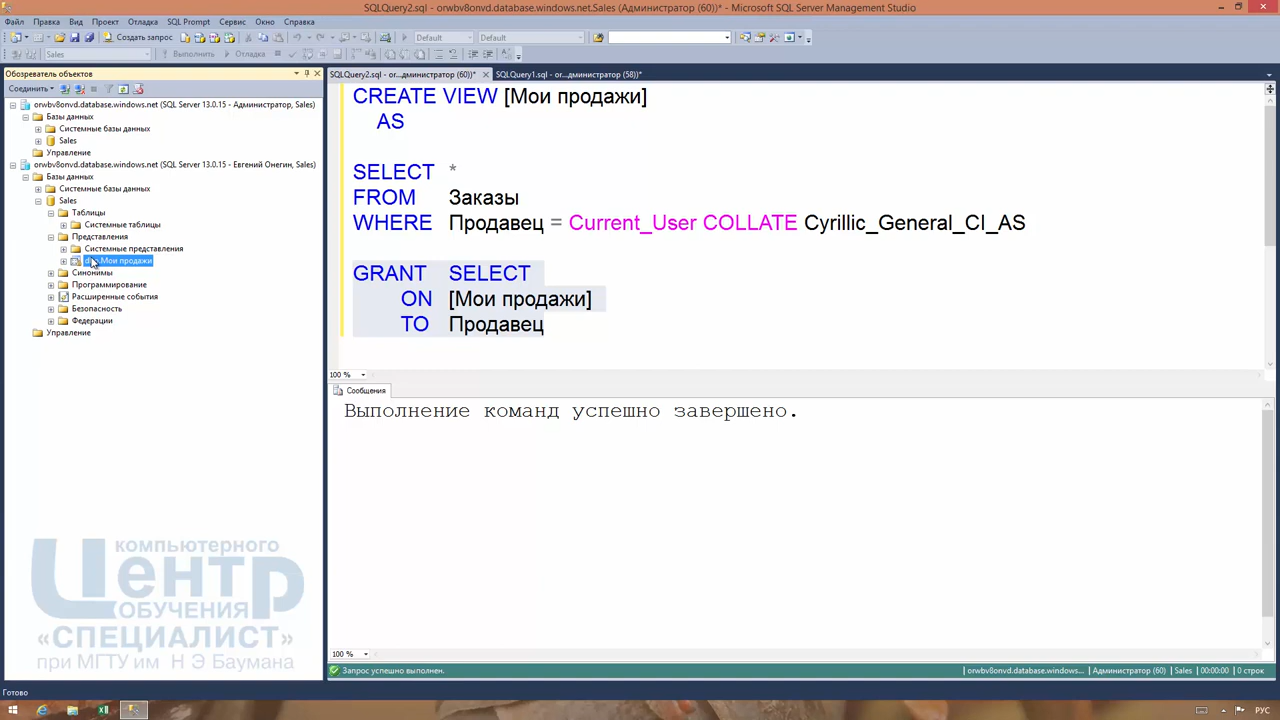 SQLQuery2.sql - orwbv8onvd.database.windows.net.Sales (Администратор (60))* - Microsoft SQL Server Management Studio
Файл Правка Вид Проект Отладка SQL Prompt Сервис Окно Справка
Создать запрос Default Default
Sales Выполнить Отладка
Обозреватель объектов
SQLQuery2.sql - or...дминистратор (60))* SQLQuery1.sql - or...дминистратор (58))*
Соединить
orwbv8onvd.database.windows.net (SQL Server 13.0.15 - Администратор, Sales)
Базы данных
Системные базы данных
Sales
Управление
orwbv8onvd.database.windows.net (SQL Server 13.0.15 - Евгений Онегин, Sales)
Базы данных
Системные базы данных
Sales
Таблицы
Системные таблицы
Представления
Системные представления
Мои продажи
Синонимы
Программирование
Расширенные события
Безопасность
Федерации
Управление
CREATE VIEW [Мои продажи]
AS
SELECT *
FROM Заказы
WHERE Продавец = Current_User COLLATE Cyrillic_General_CI_AS
GRANT SELECT
ON [Мои продажи]
TO Продавец
100 %
Сообщения
Выполнение команд успешно завершено.
100 %
Запрос успешно выполнен. orwbv8onvd.database.windows... Администратор (60) Sales 00:00:00 0 строк
компьютерного
Центр
ОБУЧЕНИЯ
«СПЕЦИАЛИСТ»
при МГТУ им Н Э Баумана
Готово
РУС